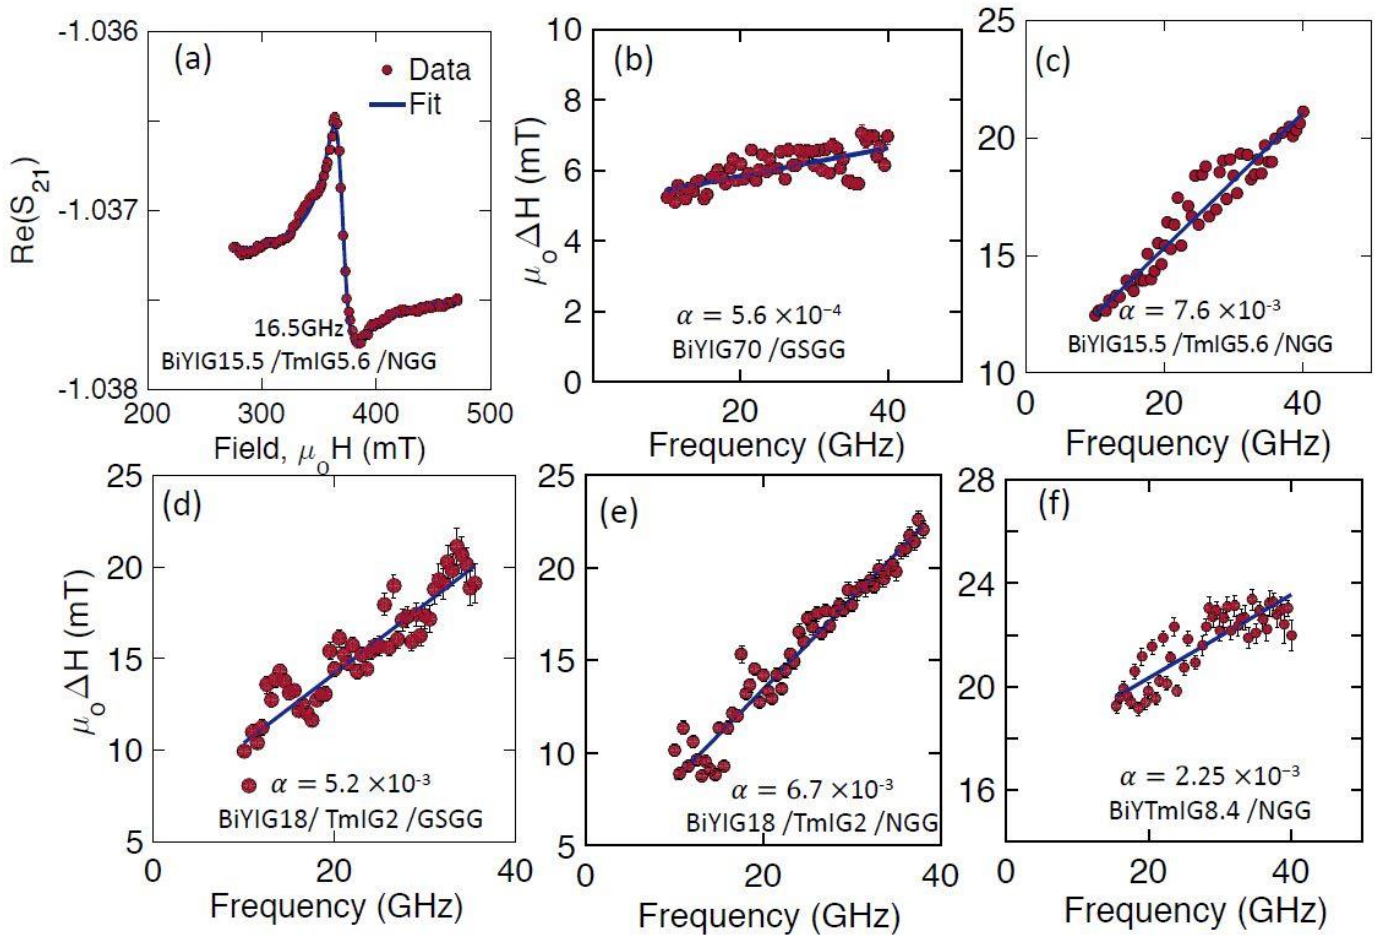 -1.036
-1.037
-1.038
Re(S21)
(a)
Data
Fit
16.5GHz
BiYIG15.5 /TmIG5.6 /NGG
200 300 400 500
Field, μoH (mT)
10
8
6
4
2
0
μoΔH (mT)
(b)
α = 5.6 ×10⁻⁴
BiYIG70 /GSGG
20 40
Frequency (GHz)
25
20
15
10
(c)
α = 7.6 ×10⁻³
BiYIG15.5 /TmIG5.6 /NGG
0 20 40
Frequency (GHz)
25
20
15
10
5
μoΔH (mT)
(d)
α = 5.2 ×10⁻³
BiYIG18/ TmIG2 /GSGG
0 20 40
Frequency (GHz)
25
20
15
10
5
(e)
α = 6.7 ×10⁻³
BiYIG18 /TmIG2 /NGG
0 20 40
Frequency (GHz)
28
24
20
16
(f)
α = 2.25 ×10⁻³
BiYTmIG8.4 /NGG
0 20 40
Frequency (GHz)